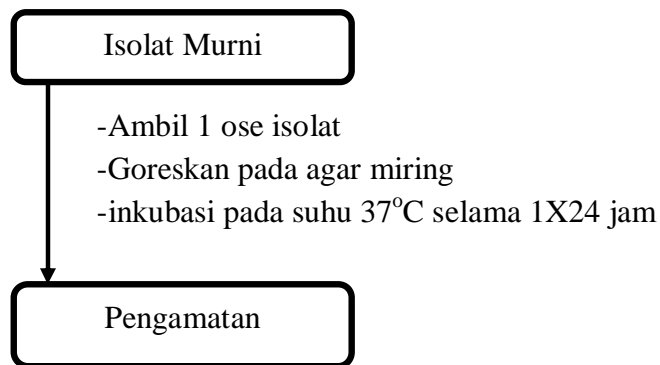 Isolat Murni
-Ambil 1 ose isolat
-Goreskan pada agar miring
-inkubasi pada suhu 37°C selama 1X24 jam
Pengamatan